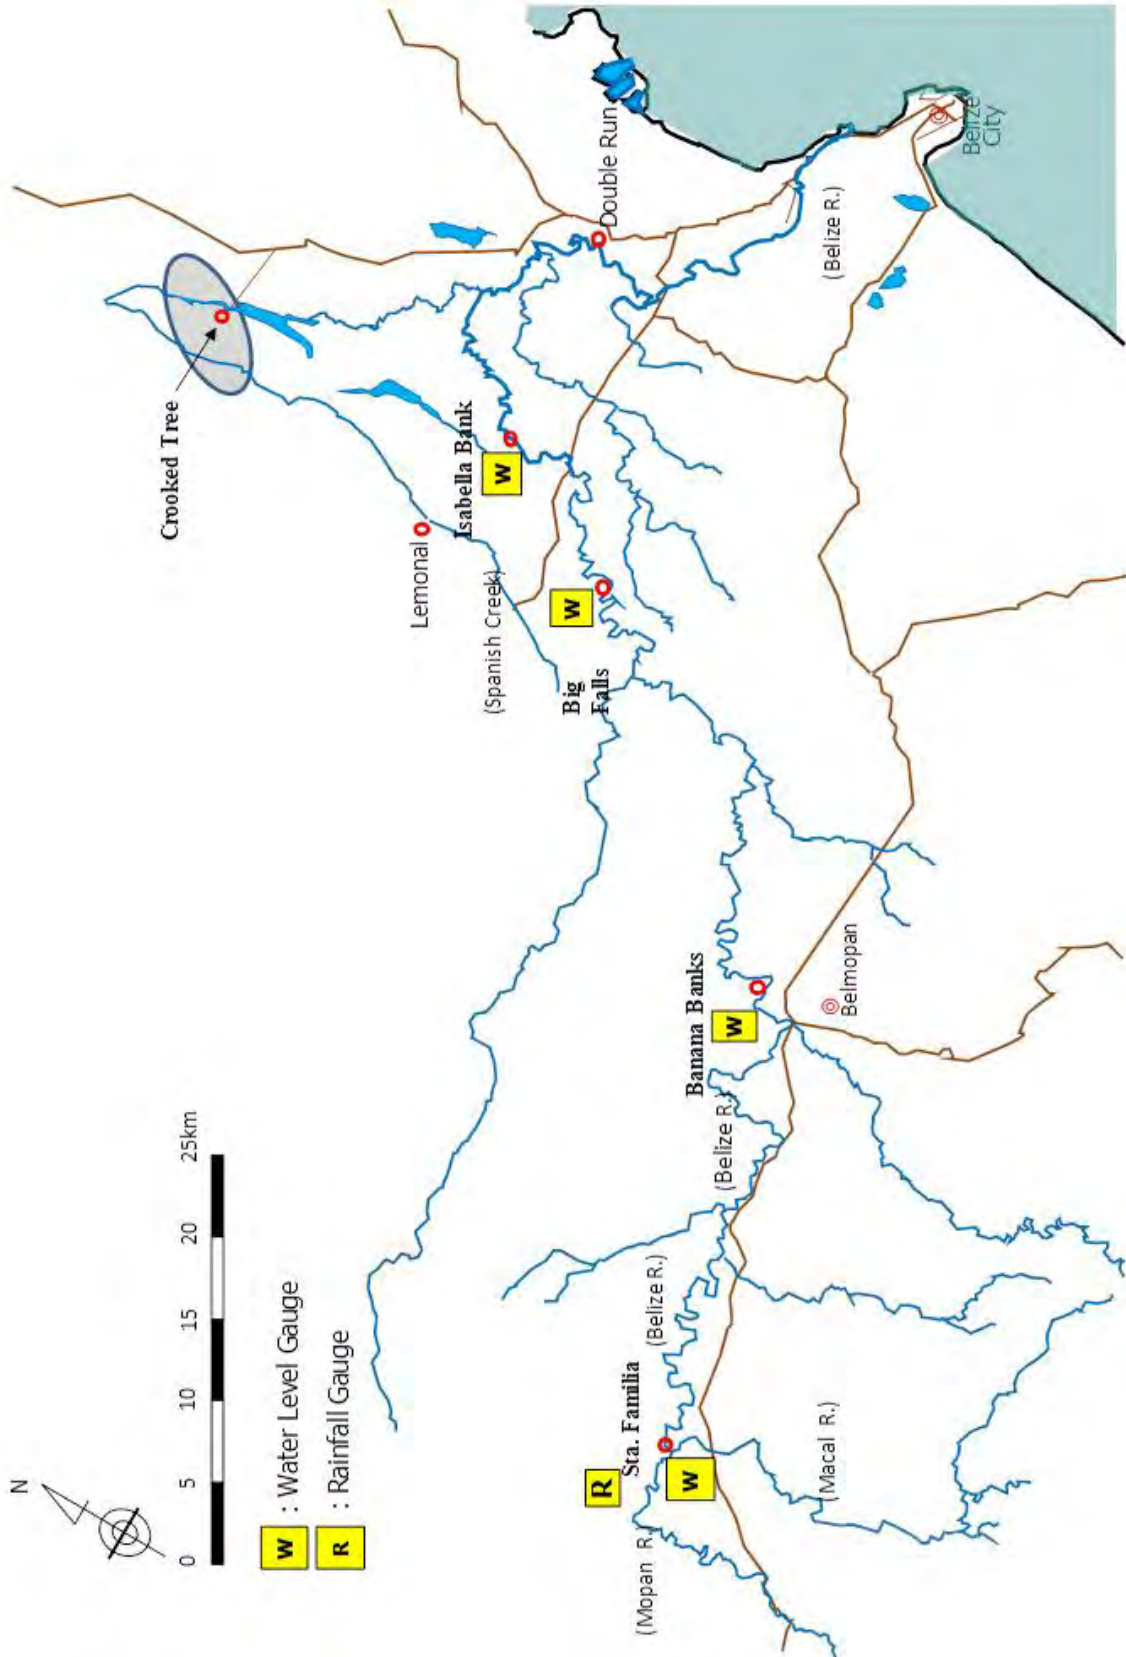 N
0 5 10 15 20 25km
W : Water Level Gauge
R : Rainfall Gauge
Crooked Tree
Lemonal
Isabella Bank
W
(Spanish Creek)
W
Big
Falls
Double Run
(Belize R.)
Belize
City
Banana Banks
W
Belmopan
(Belize R.)
(Belize R.)
Sta. Familia
R
W
(Mopan R.)
(Macal R.)